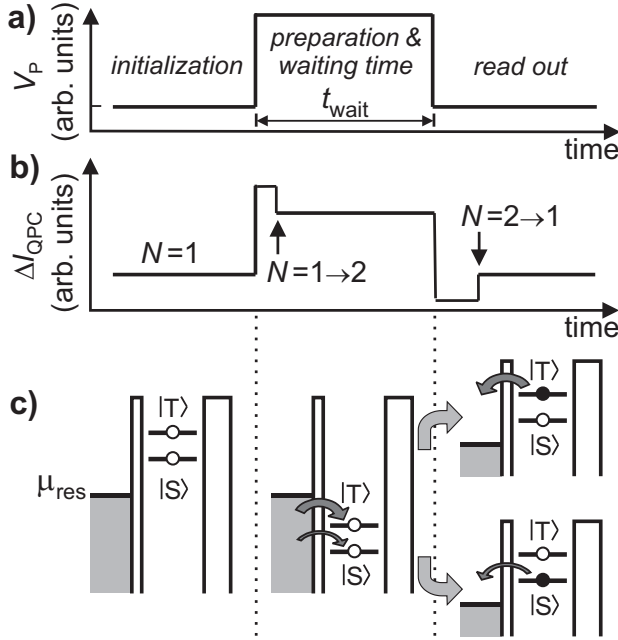 a)
V_P
(arb. units)
initialization
preparation &
waiting time
t_wait
read out
time
b)
ΔI_QPC
(arb. units)
N=1
N=1→2
N=2→1
time
c)
μ_res
|T⟩
|S⟩
|T⟩
|S⟩
|T⟩
|S⟩
|T⟩
|S⟩